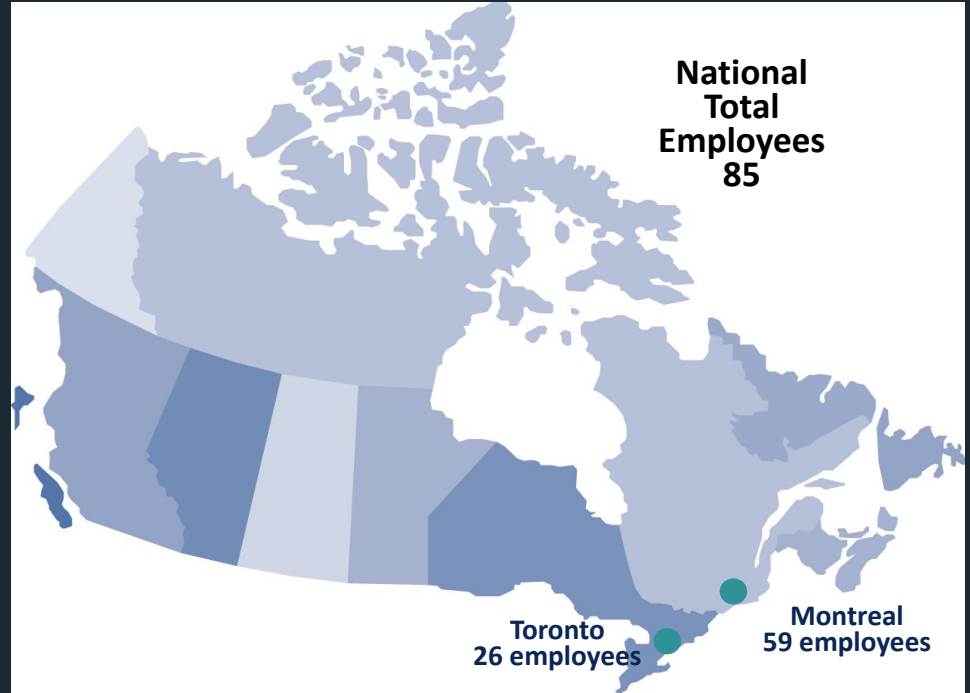 National
Total
Employees
85
Toronto
26 employees
Montreal
59 employees